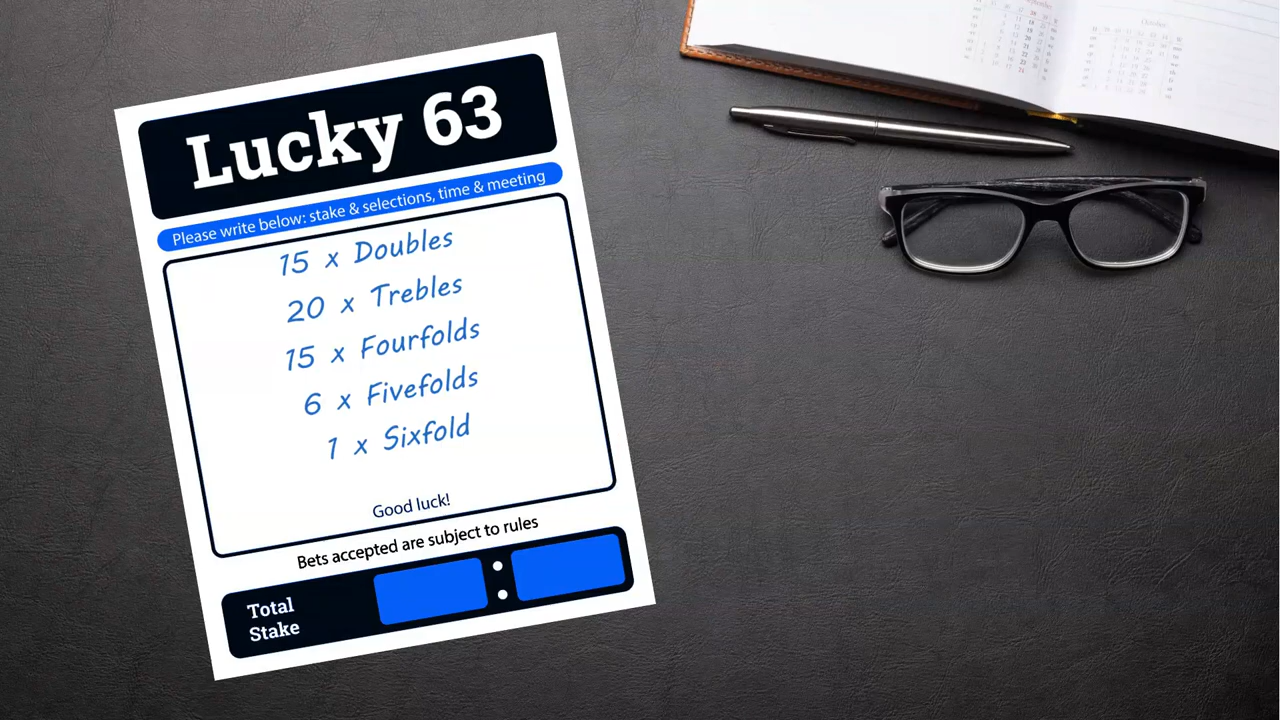 Lucky 63
Please write below: stake & selections, time & meeting
15 x Doubles
20 x Trebles
15 x Fourfolds
6 x Fivefolds
1 x Sixfold
Good luck!
Bets accepted are subject to rules
Total
Stake
:
October